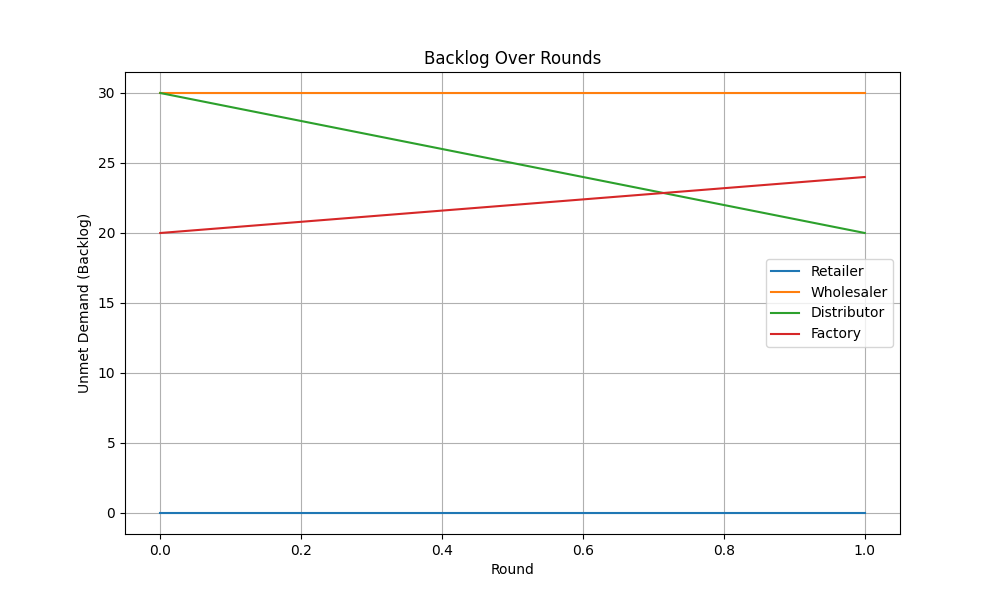 Backlog Over Rounds
Unmet Demand (Backlog)
30
25
20
15
10
5
0
Retailer
Wholesaler
Distributor
Factory
0.0 0.2 0.4 0.6 0.8 1.0
Round